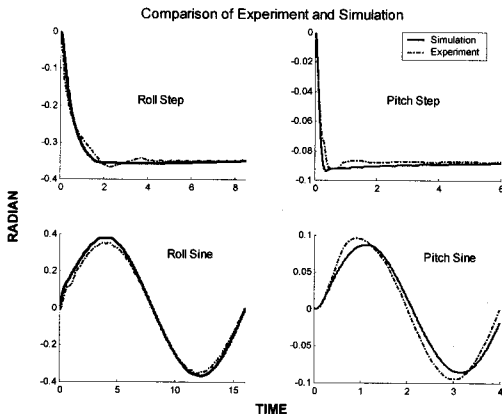 Comparison of Experiment and Simulation
Simulation
Experiment
Roll Step
Pitch Step
0
-0.1
-0.2
-0.3
-0.4
0 2 4 6 8
0
-0.02
-0.04
-0.06
-0.08
-0.1
0 2 4 6
RADIAN
Roll Sine
Pitch Sine
0.4
0.2
0
-0.2
-0.4
0 5 10 15
0.1
0.05
0
-0.05
-0.1
0 1 2 3 4
TIME